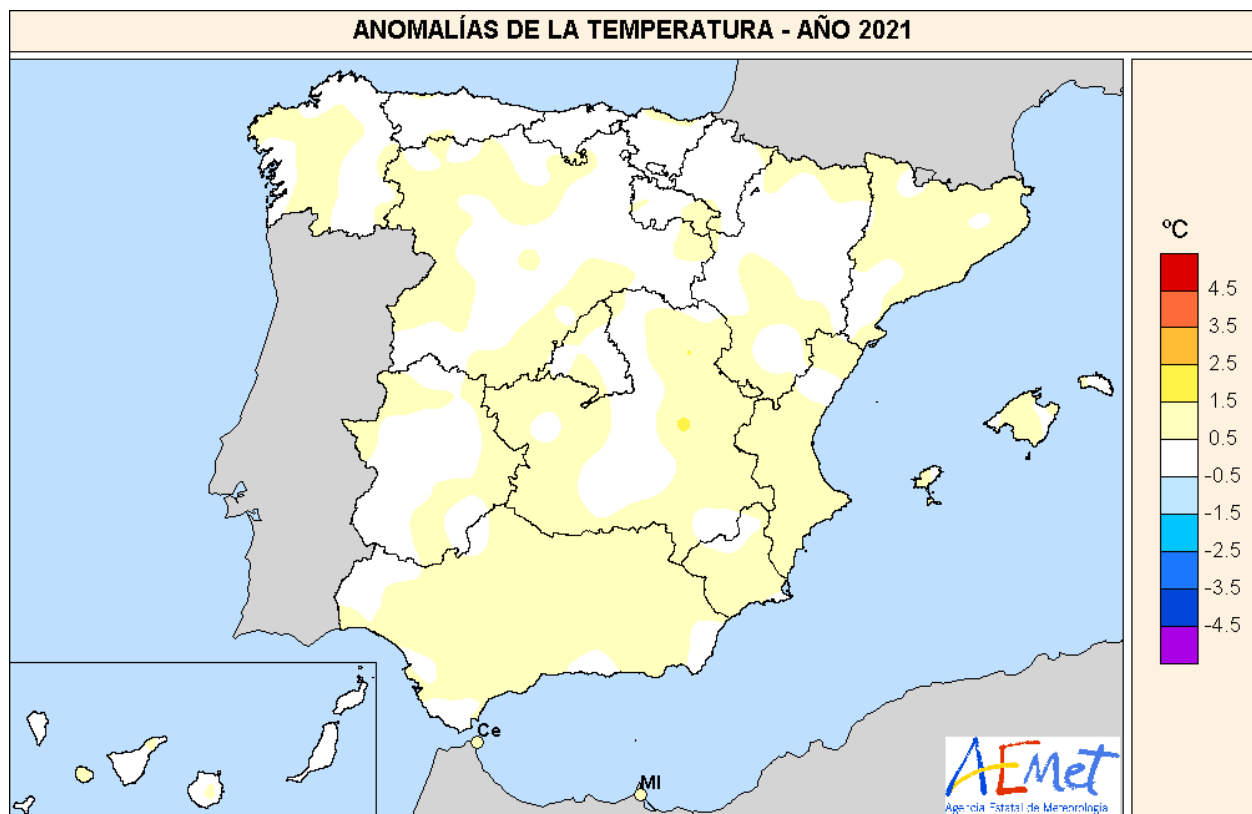 ANOMALÍAS DE LA TEMPERATURA - AÑO 2021
ºC
4.5
3.5
2.5
1.5
0.5
-0.5
-1.5
-2.5
-3.5
-4.5
Ce
Ml
AEMet
Agencia Estatal de Meteorología